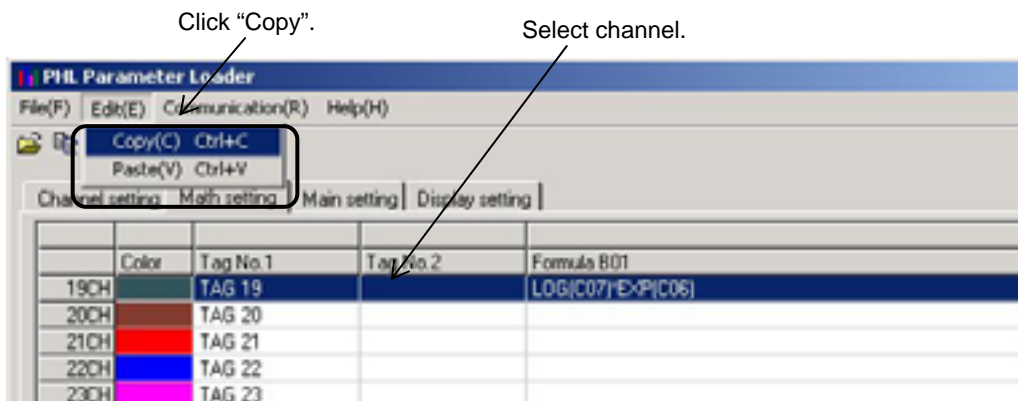 Click “Copy”.
Select channel.
PHL Parameter Loader
File(F) Edit(E) Communication(R) Help(H)
Copy(C) Ctrl+C
Paste(V) Ctrl+V
Channel setting Math setting Main setting Display setting
Color Tag No.1 Tag No.2 Formula B01
19CH TAG 19 LOG(C07)*EXP(C06)
20CH TAG 20
21CH TAG 21
22CH TAG 22
23CH TAG 23